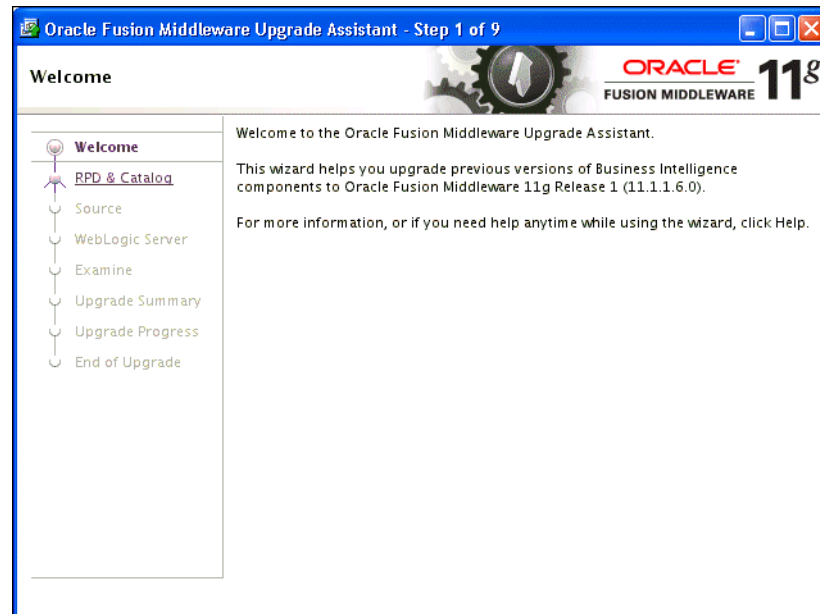 Oracle Fusion Middleware Upgrade Assistant - Step 1 of 9
Welcome
ORACLE
FUSION MIDDLEWARE
11g
Welcome
RPD & Catalog
Source
WebLogic Server
Examine
Upgrade Summary
Upgrade Progress
End of Upgrade
Welcome to the Oracle Fusion Middleware Upgrade Assistant.
This wizard helps you upgrade previous versions of Business Intelligence
components to Oracle Fusion Middleware 11g Release 1 (11.1.1.6.0).
For more information, or if you need help anytime while using the wizard, click Help.